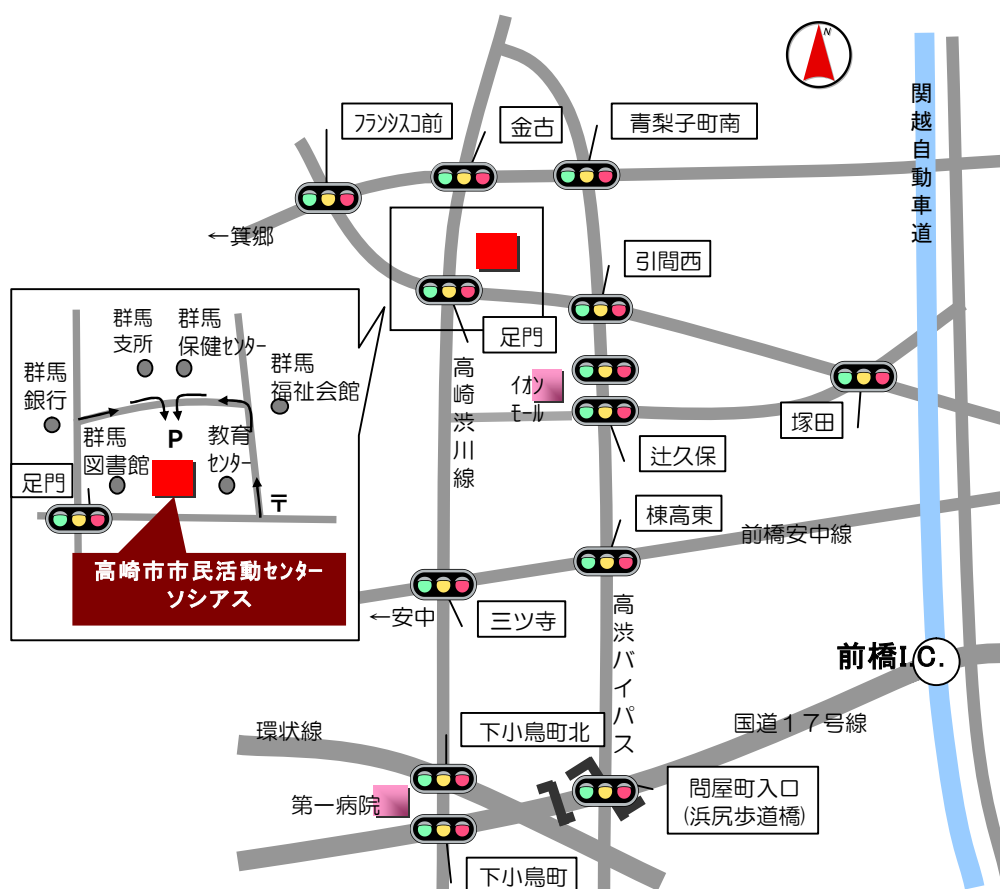 N
フランシスコ前
金古
青梨子町南
関越自動車道
←箕郷
引間西
足門
高崎渋川線
イオン
モール
塚田
辻久保
棟高東
前橋安中線
←安中
三ツ寺
高渋バイパス
前橋I.C.
国道17号線
環状線
下小鳥町北
第一病院
問屋町入口
(浜尻歩道橋)
下小鳥町
群馬
支所
群馬
保健センター
群馬
銀行
群馬
福祉会館
P
群馬
図書館
教育
センター
足門
〒
高崎市市民活動センター
ソシアス